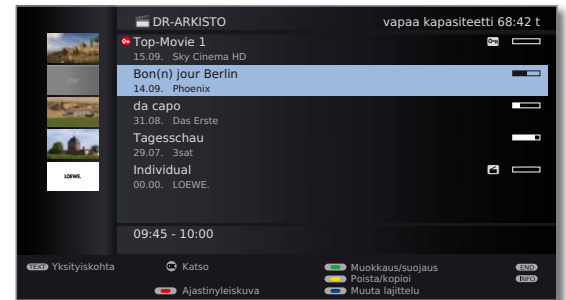 DR-ARKISTO vapaa kapasiteetti 68:42 t
Top-Movie 1
15.09. Sky Cinema HD
Bon(n) jour Berlin
14.09. Phoenix
da capo
31.08. Das Erste
Tagesschau
29.07. 3sat
Individual
00.00. LOEWE.
LOEWE.
09:45 - 10:00
TEXT Yksityiskohta OK Katso Muokkaus/suojaus END
Poista/kopioi INFO
Ajastinyleiskuva Muuta lajittelu